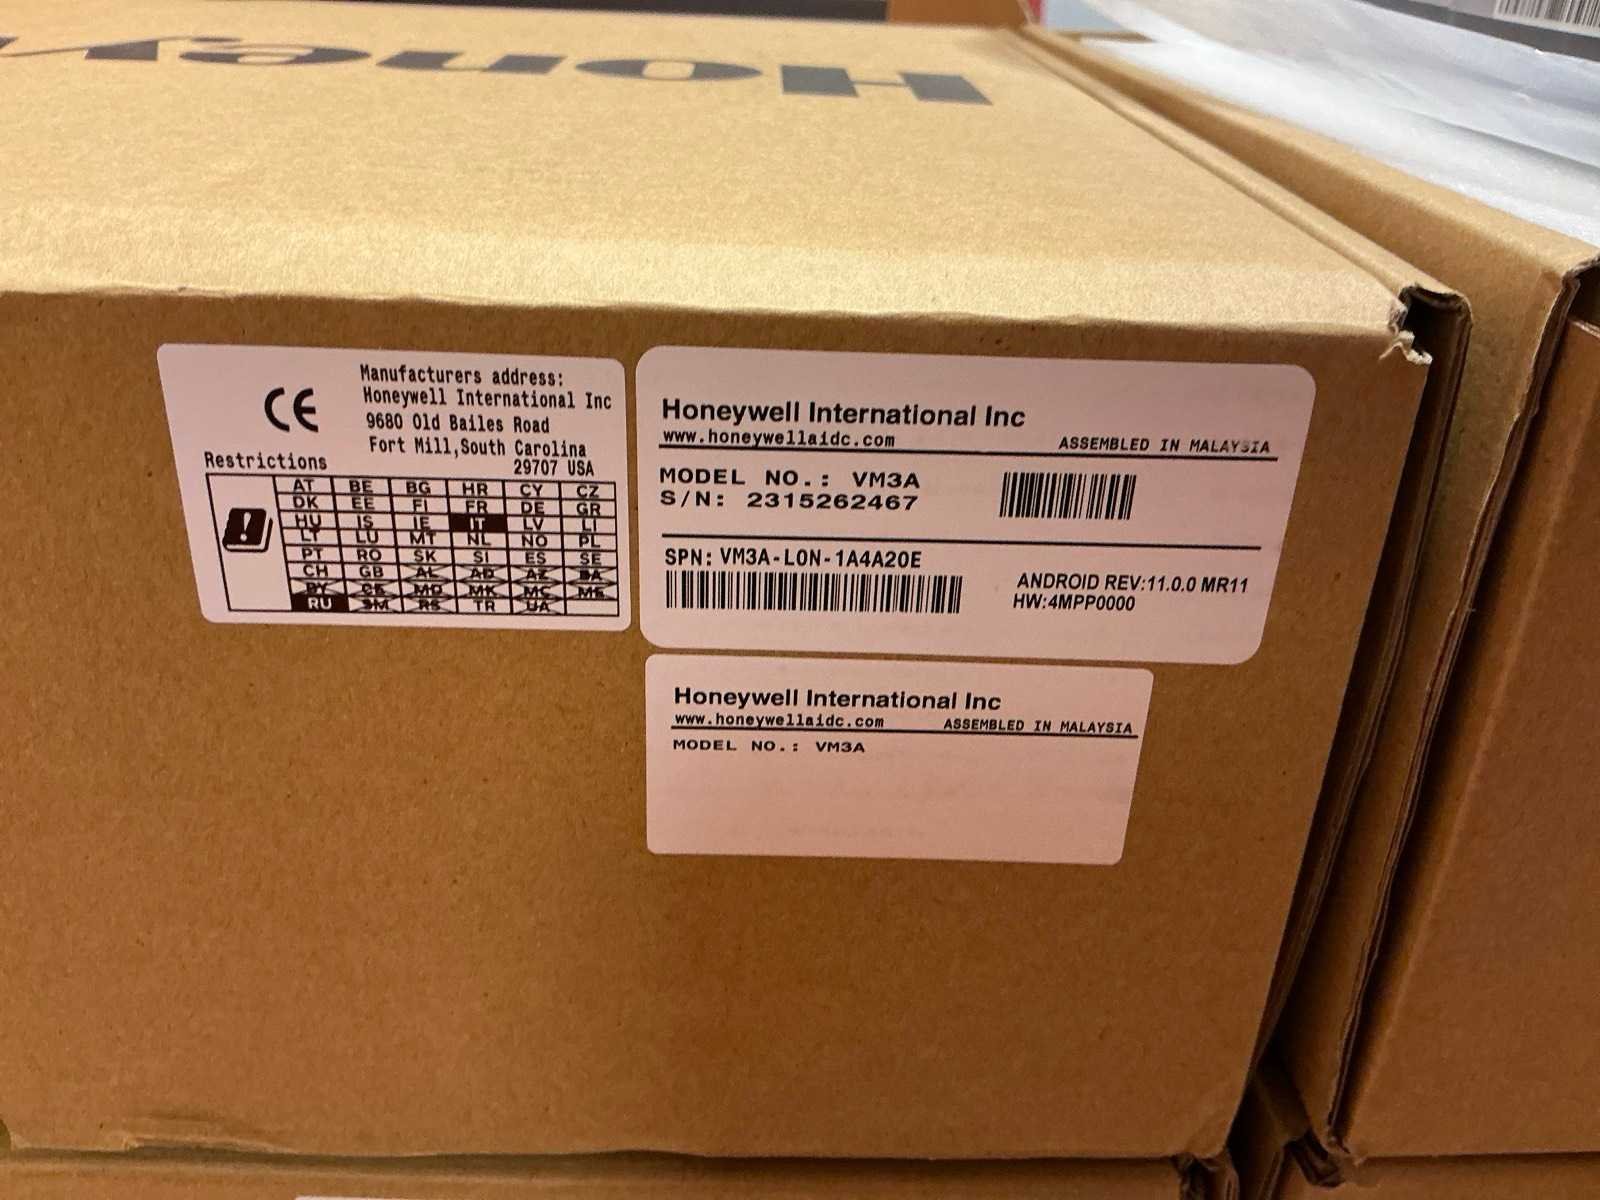 Honey
Manufacturers address:
Honeywell International Inc
9680 Old Bailes Road
Fort Mill,South Carolina
29707 USA
CE
Restrictions
AT BE BG HR CY CZ
DK EE FI FR DE GR
HU IS IE IT LV LI
LT LU MT NL NO PL
PT RO SK SI ES SE
CH GB AL AD AZ BA
BY GE MD MK MC ME
RU SM RS TR UA
Honeywell International Inc
www.honeywellaidc.com ASSEMBLED IN MALAYSIA
MODEL NO.: VM3A
S/N: 2315262467
SPN: VM3A-L0N-1A4A20E
ANDROID REV:11.0.0 MR11
HW:4MPP0000
Honeywell International Inc
www.honeywellaidc.com ASSEMBLED IN MALAYSIA
MODEL NO.: VM3A